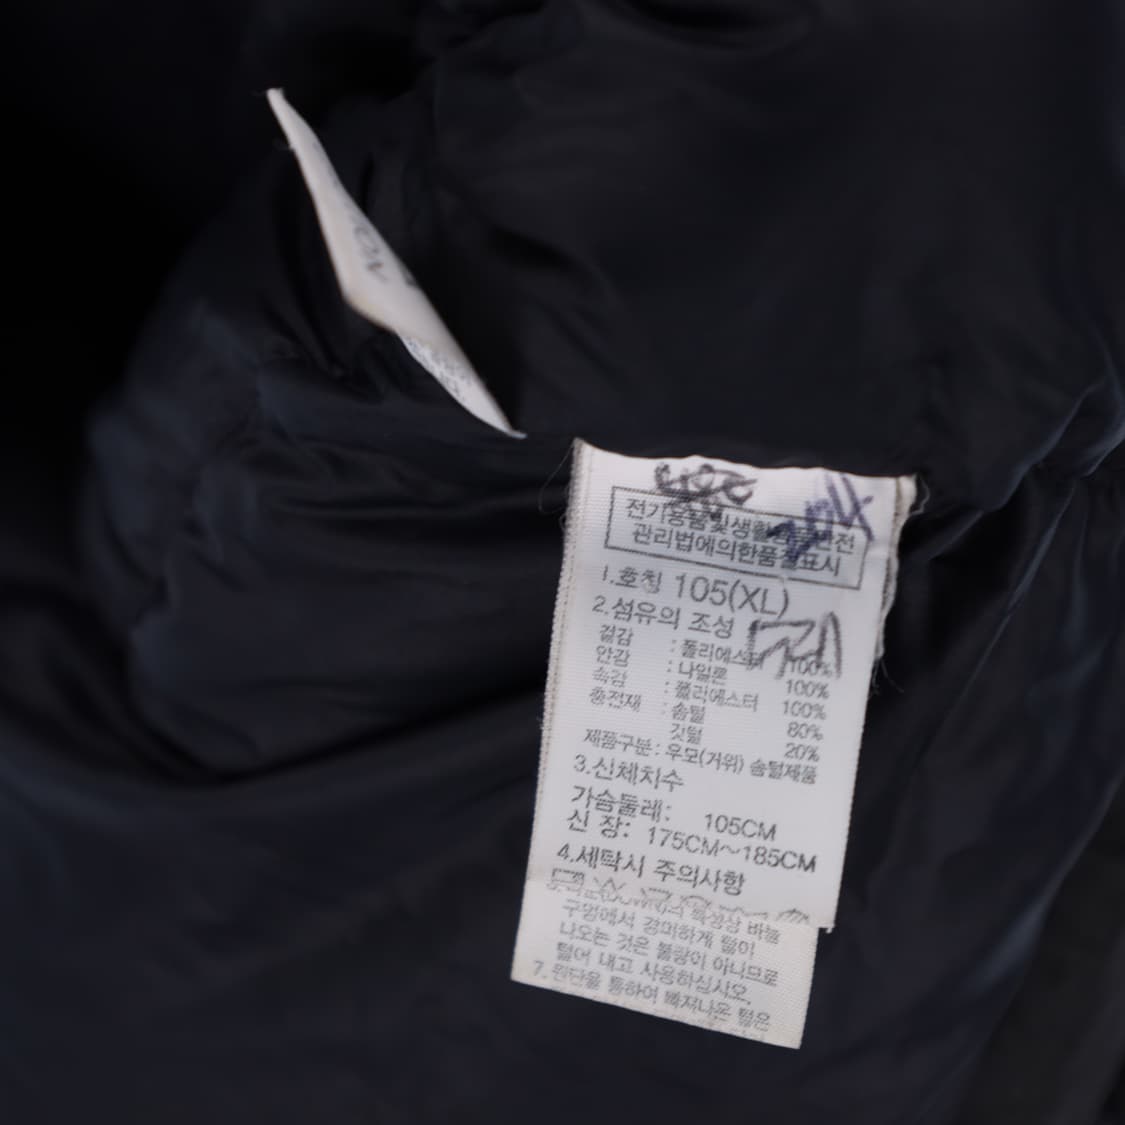 전기용품및생활용품안전
관리법에의한품질표시
1.호칭 105(XL)
2.섬유의 조성
겉감 : 폴리에스터 100%
안감 : 나일론 100%
속감 : 폴리에스터 100%
충전재 : 솜털 80%
깃털 20%
제품구분 : 우모(거위) 솜털제품
3.신체치수
가슴둘레: 105CM
신 장: 175CM~185CM
4.세탁시 주의사항
특성상 바늘
구멍에서 경미하게 털이
나오는 것은 불량이 아니므로
털어 내고 사용하십시오.
7.원단을 통하여 빠져나온 털은